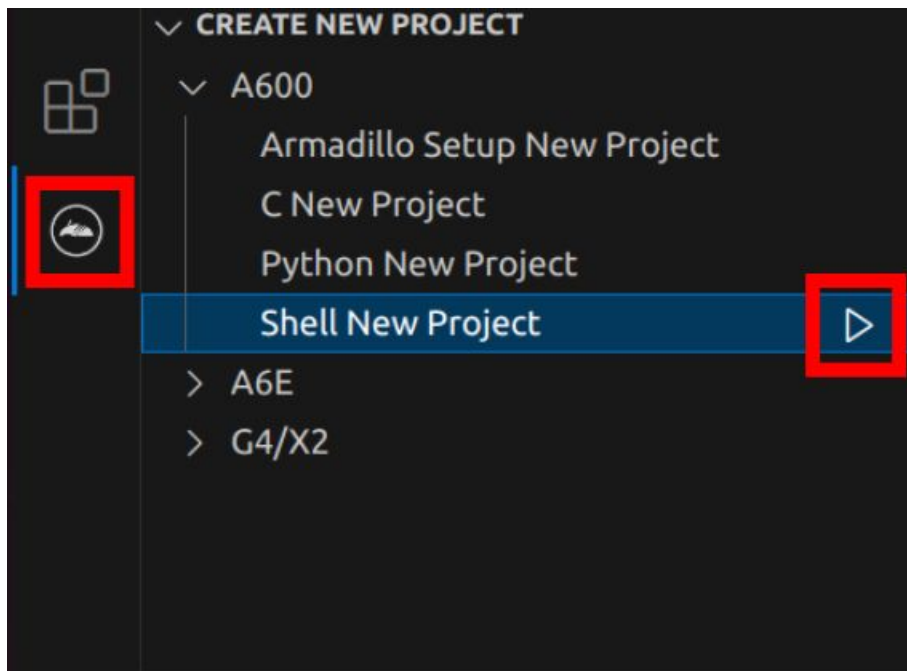 CREATE NEW PROJECT
A600
Armadillo Setup New Project
C New Project
Python New Project
Shell New Project
A6E
G4/X2